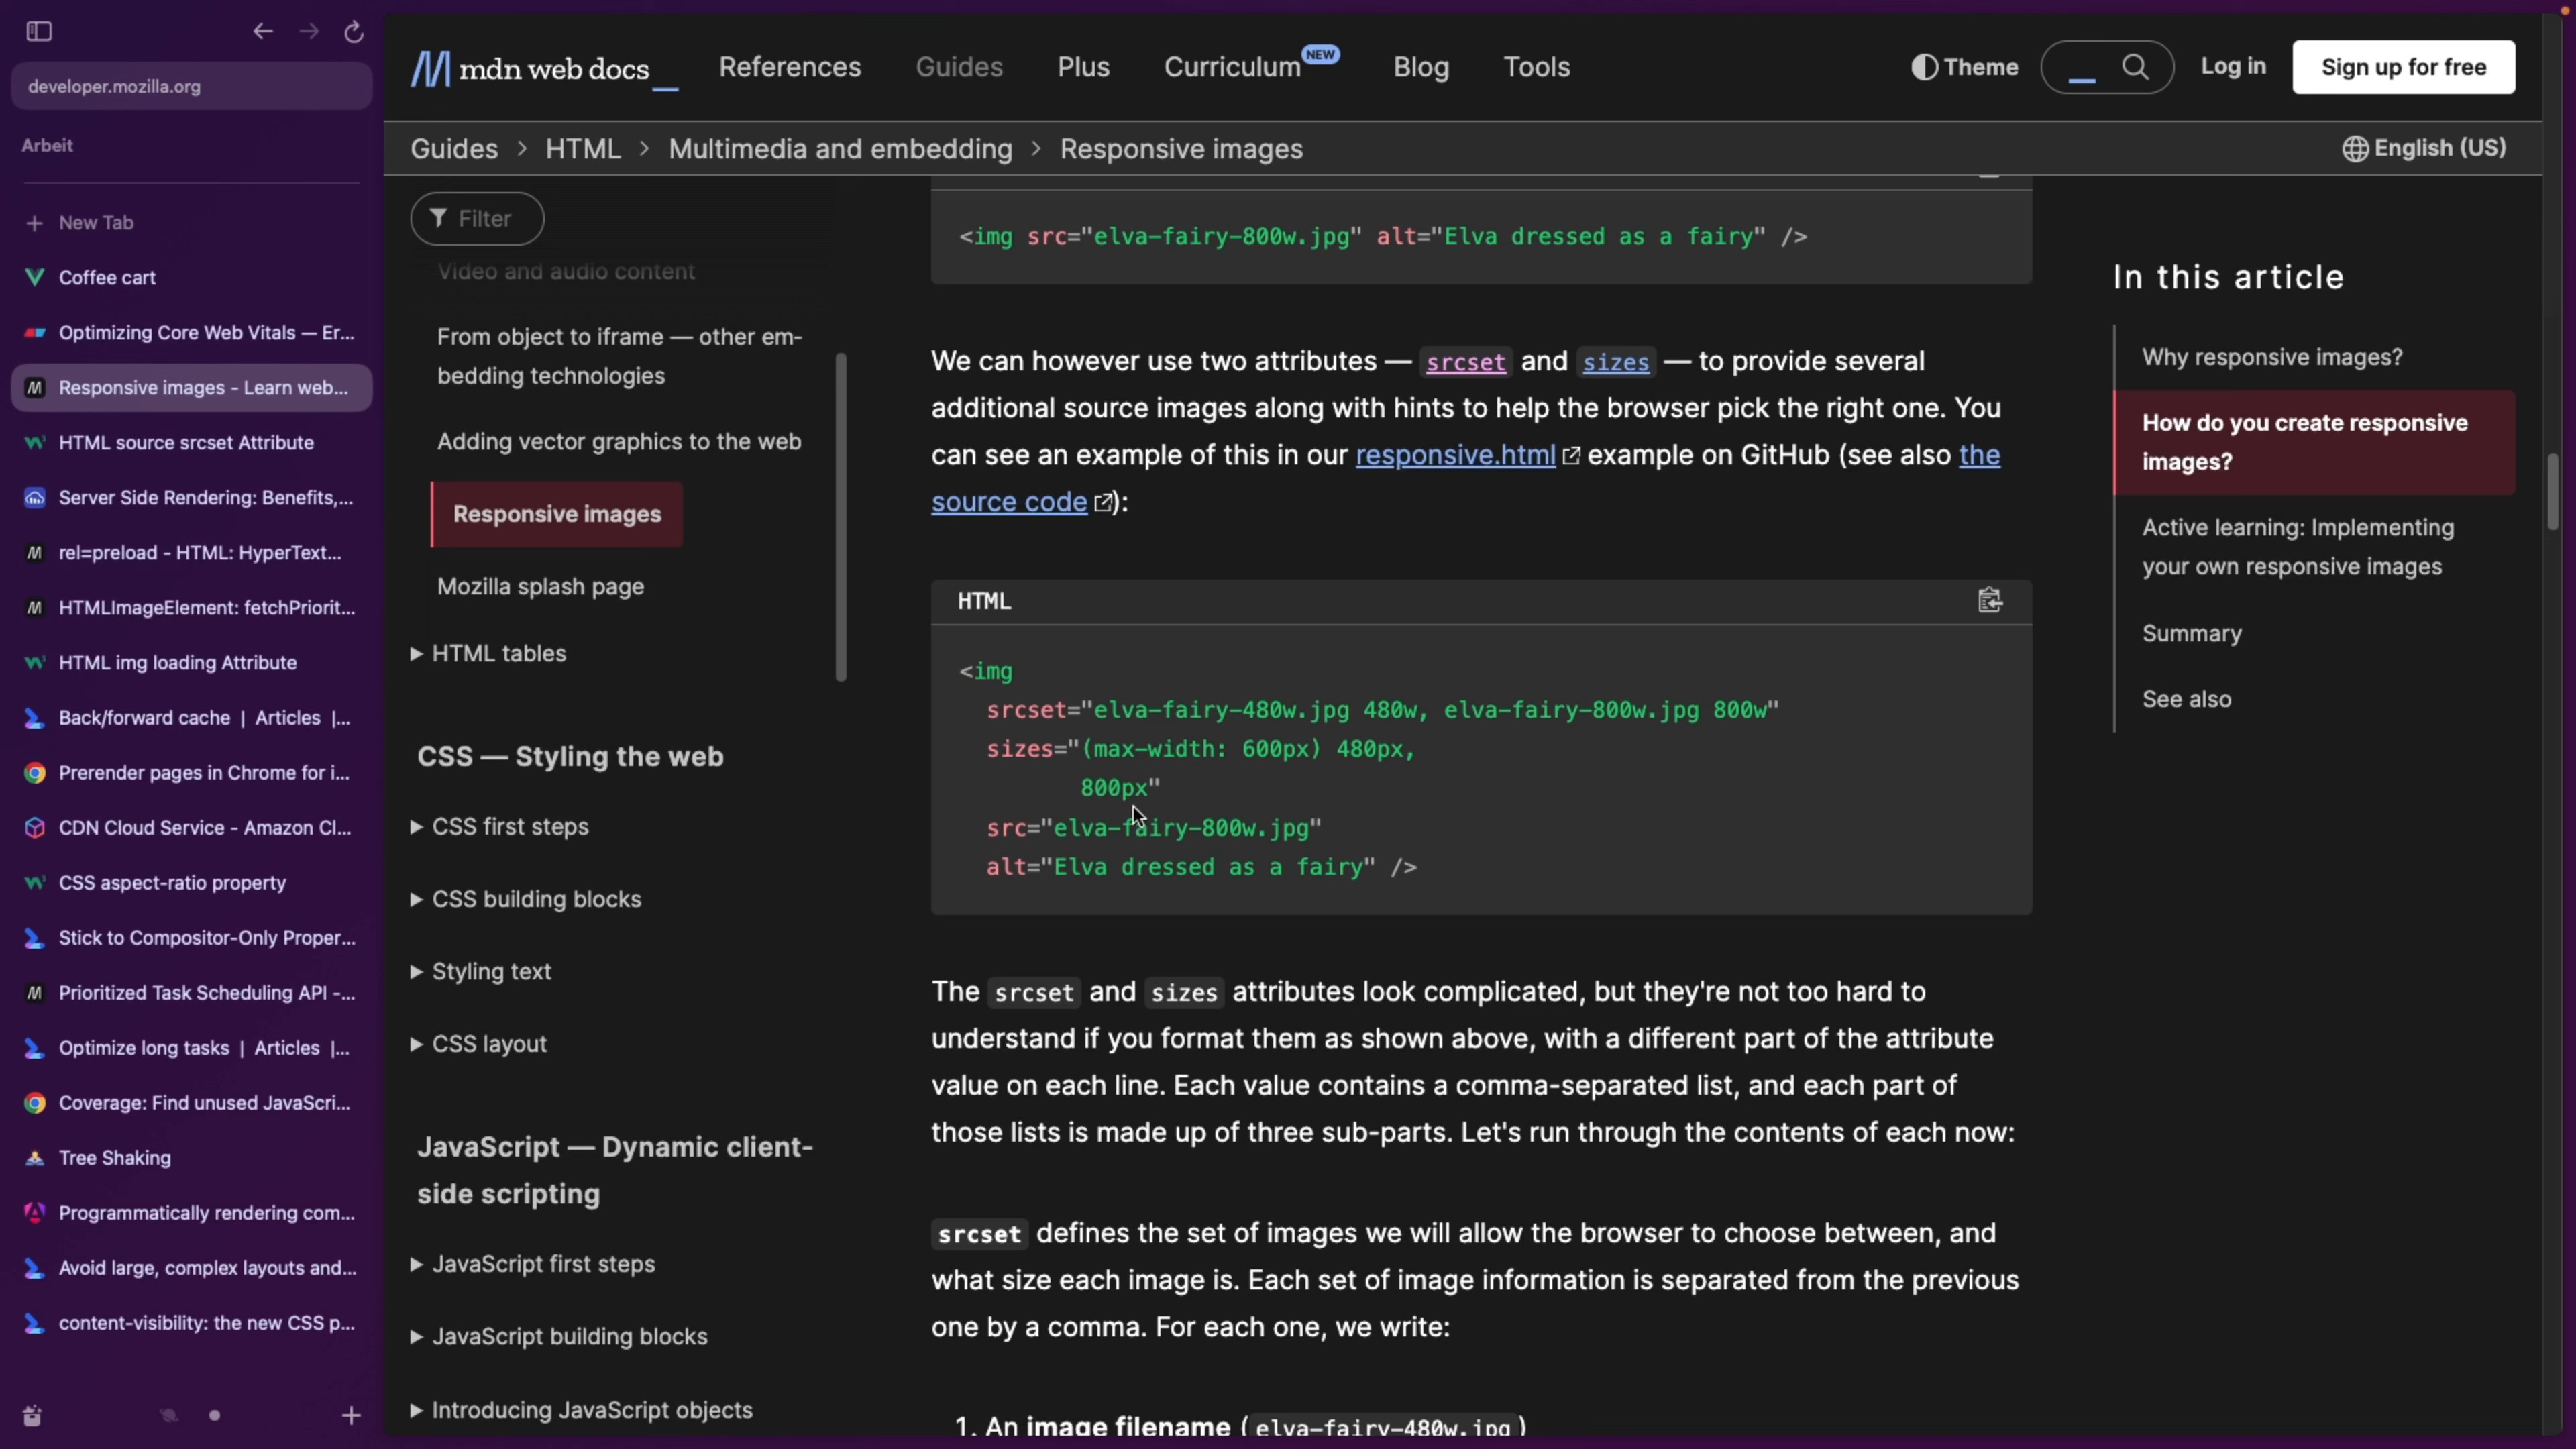 developer.mozilla.org
Arbeit
New Tab
Coffee cart
Optimizing Core Web Vitals — Er...
Responsive images - Learn web...
HTML source srcset Attribute
Server Side Rendering: Benefits,...
rel=preload - HTML: HyperText...
HTMLImageElement: fetchPriorit...
HTML img loading Attribute
Back/forward cache | Articles |...
Prerender pages in Chrome for i...
CDN Cloud Service - Amazon Cl...
CSS aspect-ratio property
Stick to Compositor-Only Proper...
Prioritized Task Scheduling API -...
Optimize long tasks | Articles |...
Coverage: Find unused JavaScri...
Tree Shaking
Programmatically rendering com...
Avoid large, complex layouts and...
content-visibility: the new CSS p...
mdn web docs_
References
Guides
Plus
Curriculum NEW
Blog
Tools
Theme
Log in
Sign up for free
Guides > HTML > Multimedia and embedding > Responsive images
English (US)
Filter
Video and audio content
From object to iframe — other em-
bedding technologies
Adding vector graphics to the web
Responsive images
Mozilla splash page
HTML tables
CSS — Styling the web
CSS first steps
CSS building blocks
Styling text
CSS layout
JavaScript — Dynamic client-
side scripting
JavaScript first steps
JavaScript building blocks
Introducing JavaScript objects
<img src="elva-fairy-800w.jpg" alt="Elva dressed as a fairy" />
We can however use two attributes — srcset and sizes — to provide several
additional source images along with hints to help the browser pick the right one. You
can see an example of this in our responsive.html example on GitHub (see also the
source code):
HTML
<img
srcset="elva-fairy-480w.jpg 480w, elva-fairy-800w.jpg 800w"
sizes="(max-width: 600px) 480px,
800px"
src="elva-fairy-800w.jpg"
alt="Elva dressed as a fairy" />
The srcset and sizes attributes look complicated, but they're not too hard to
understand if you format them as shown above, with a different part of the attribute
value on each line. Each value contains a comma-separated list, and each part of
those lists is made up of three sub-parts. Let's run through the contents of each now:
srcset defines the set of images we will allow the browser to choose between, and
what size each image is. Each set of image information is separated from the previous
one by a comma. For each one, we write:
1. An image filename (elva-fairy-480w.jpg)
In this article
Why responsive images?
How do you create responsive
images?
Active learning: Implementing
your own responsive images
Summary
See also